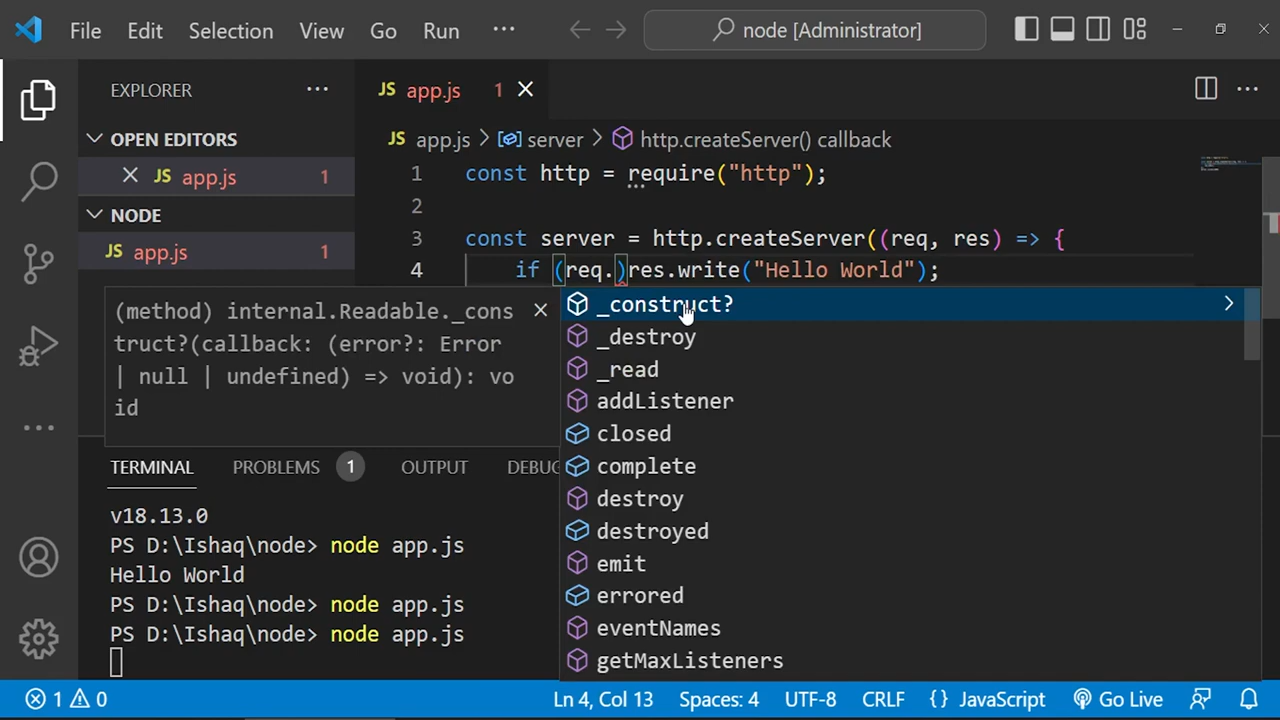 File Edit Selection View Go Run ···
node [Administrator]
EXPLORER ···
JS app.js 1
OPEN EDITORS
JS app.js 1
NODE
JS app.js 1
JS app.js > server > http.createServer() callback
1 const http = require("http");
2
3 const server = http.createServer((req, res) => {
4 if (req.)res.write("Hello World");
(method) internal.Readable._cons
truct?(callback: (error?: Error
| null | undefined) => void): vo
id
_construct?
_destroy
_read
addListener
closed
complete
destroy
destroyed
emit
errored
eventNames
getMaxListeners
TERMINAL PROBLEMS 1 OUTPUT DEBUG
v18.13.0
PS D:\Ishaq\node> node app.js
Hello World
PS D:\Ishaq\node> node app.js
PS D:\Ishaq\node> node app.js
1 0 Ln 4, Col 13 Spaces: 4 UTF-8 CRLF {} JavaScript Go Live